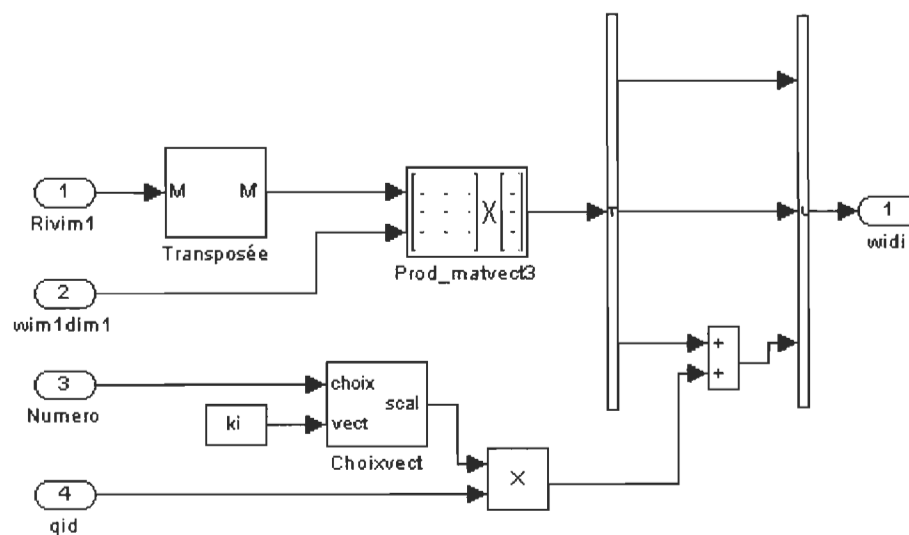 1
Rivim1
M M'
Transposée
Prod_matvect3
1
widi
2
wim1dim1
+
+
3
Numero
choix
scal
vect
ki
Choixvect
×
4
qid